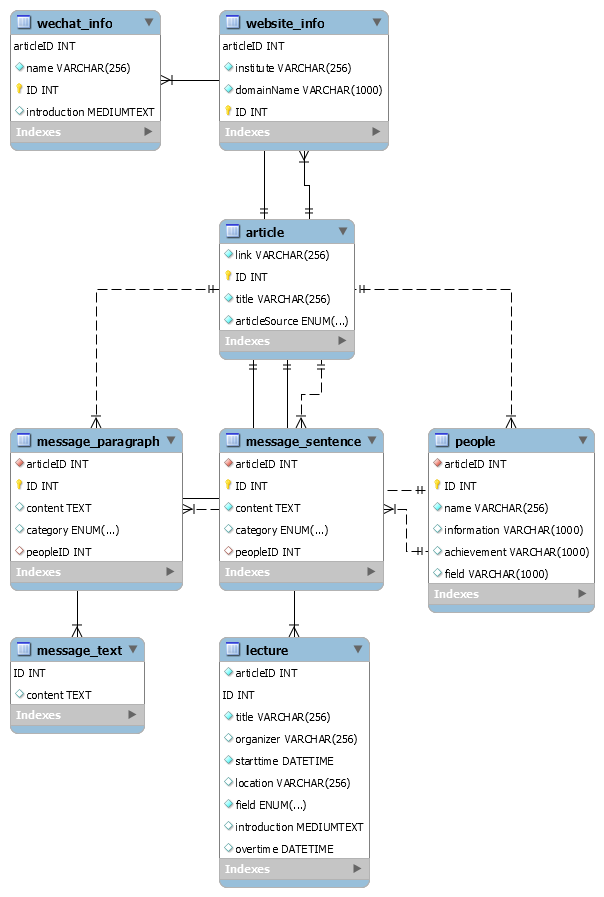 wechat_info
articleID INT
name VARCHAR(256)
ID INT
introduction MEDIUMTEXT
Indexes
website_info
articleID INT
institute VARCHAR(256)
domainName VARCHAR(1000)
ID INT
Indexes
article
link VARCHAR(256)
ID INT
title VARCHAR(256)
articleSource ENUM(...)
Indexes
message_paragraph
articleID INT
ID INT
content TEXT
category ENUM(...)
peopleID INT
Indexes
message_sentence
articleID INT
ID INT
content TEXT
category ENUM(...)
peopleID INT
Indexes
people
articleID INT
ID INT
name VARCHAR(256)
information VARCHAR(1000)
achievement VARCHAR(1000)
field VARCHAR(1000)
Indexes
message_text
ID INT
content TEXT
Indexes
lecture
articleID INT
ID INT
title VARCHAR(256)
organizer VARCHAR(256)
starttime DATETIME
location VARCHAR(256)
field ENUM(...)
introduction MEDIUMTEXT
overtime DATETIME
Indexes